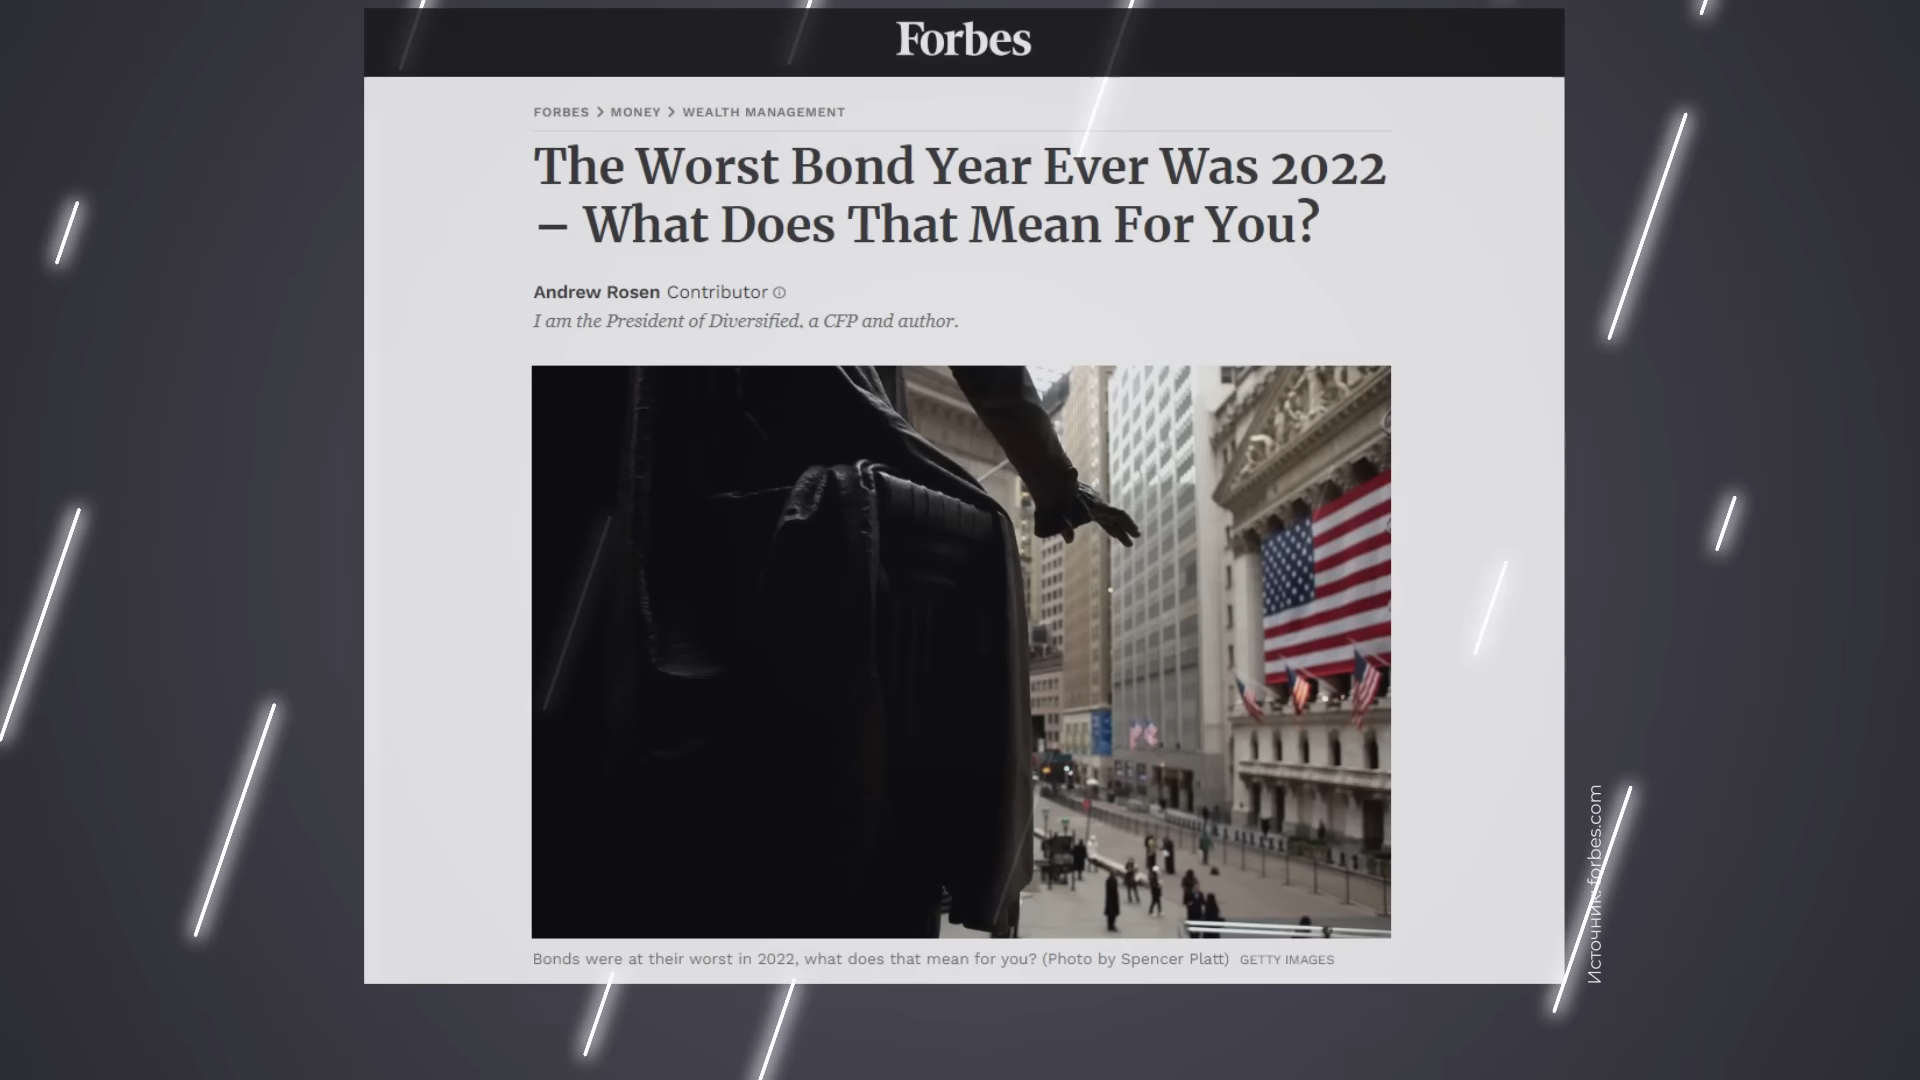 Forbes
FORBES > MONEY > WEALTH MANAGEMENT
The Worst Bond Year Ever Was 2022
– What Does That Mean For You?
Andrew Rosen Contributor
I am the President of Diversified, a CFP and author.
Bonds were at their worst in 2022, what does that mean for you? (Photo by Spencer Platt) GETTY IMAGES
Источник: forbes.com